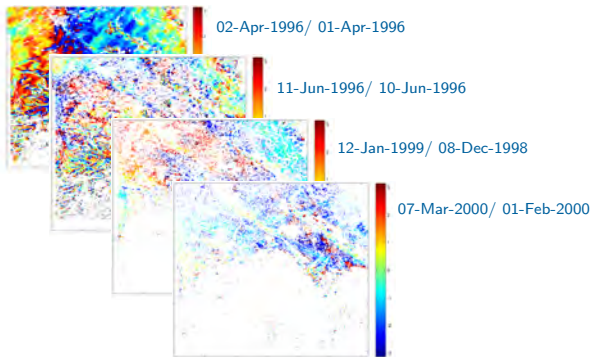 02-Apr-1996/ 01-Apr-1996
11-Jun-1996/ 10-Jun-1996
12-Jan-1999/ 08-Dec-1998
07-Mar-2000/ 01-Feb-2000